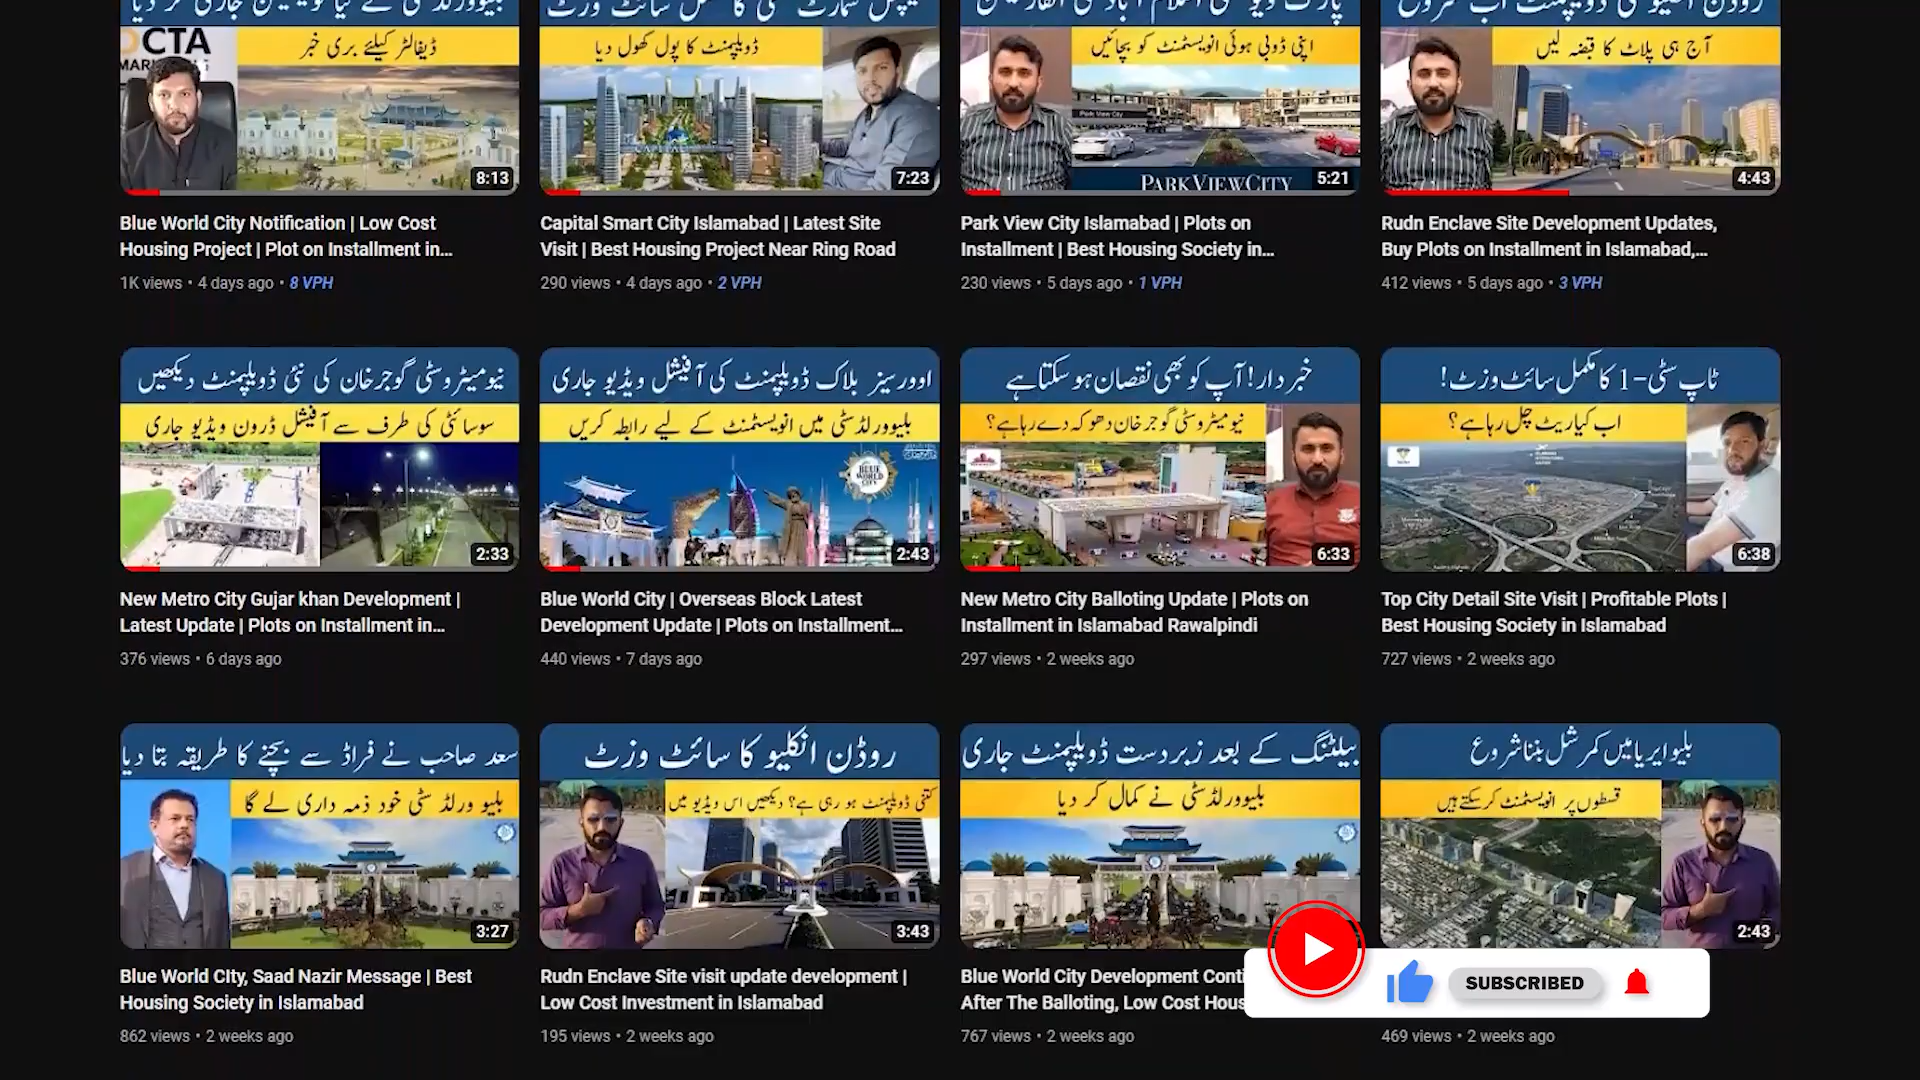 OCTA
ڈیفالٹر کیلئے بری خبر
8:13
ڈویلپمنٹ کا پول کھول دیا
7:23
اپنی ڈوبی ہوئی انویسٹمنٹ کو بچائیں
Park View City
PARK VIEW CITY
5:21
آج ہی پلاٹ کا قبضہ لیں
4:43
Blue World City Notification | Low Cost
Housing Project | Plot on Installment in...
1K views • 4 days ago • 8 VPH
Capital Smart City Islamabad | Latest Site
Visit | Best Housing Project Near Ring Road
290 views • 4 days ago • 2 VPH
Park View City Islamabad | Plots on
Installment | Best Housing Society in...
230 views • 5 days ago • 1 VPH
Rudn Enclave Site Development Updates,
Buy Plots on Installment in Islamabad,...
412 views • 5 days ago • 3 VPH
نیو میٹرو سٹی گوجر خان کی نئی ڈویلپمنٹ دیکھیں
سوسائٹی کی طرف سے آفیشل ڈرون ویڈیو جاری
2:33
اوورسیز بلاک ڈویلپمنٹ کی آفیشل ویڈیو جاری
بلیو ورلڈ سٹی میں انویسٹمنٹ کے لیے رابطہ کریں
BLUE
WORLD
CITY
2:43
خبردار! آپ کو بھی نقصان ہو سکتا ہے
نیو میٹرو سٹی گوجر خان دھوکہ دے رہا ہے؟
6:33
ٹاپ سٹی-1 کا مکمل سائٹ وزٹ!
اب کیا ریٹ چل رہا ہے؟
6:38
New Metro City Gujar khan Development |
Latest Update | Plots on Installment in...
376 views • 6 days ago
Blue World City | Overseas Block Latest
Development Update | Plots on Installment...
440 views • 7 days ago
New Metro City Balloting Update | Plots on
Installment in Islamabad Rawalpindi
297 views • 2 weeks ago
Top City Detail Site Visit | Profitable Plots |
Best Housing Society in Islamabad
727 views • 2 weeks ago
سعد صاحب نے فراڈ سے بچنے کا طریقہ بتا دیا
بلیو ورلڈ سٹی خود ذمہ داری لے گا
3:27
روڈن انکلیو کا سائٹ وزٹ
کتنی ڈویلپمنٹ ہو رہی ہے؟ دیکھیں اس ویڈیو میں
3:43
بیلٹنگ کے بعد زبردست ڈویلپمنٹ جاری
بلیو ورلڈ سٹی نے کمال کر دیا
بلیو ایریا میں کمرشل بننا شروع
قسطوں پر انویسٹمنٹ کر سکتے ہیں
2:43
Blue World CIty, Saad Nazir Message | Best
Housing Society in Islamabad
862 views • 2 weeks ago
Rudn Enclave Site visit update development |
Low Cost Investment in Islamabad
195 views • 2 weeks ago
Blue World City Development Conti
After The Balloting, Low Cost Hous
767 views • 2 weeks ago
SUBSCRIBED
469 views • 2 weeks ago